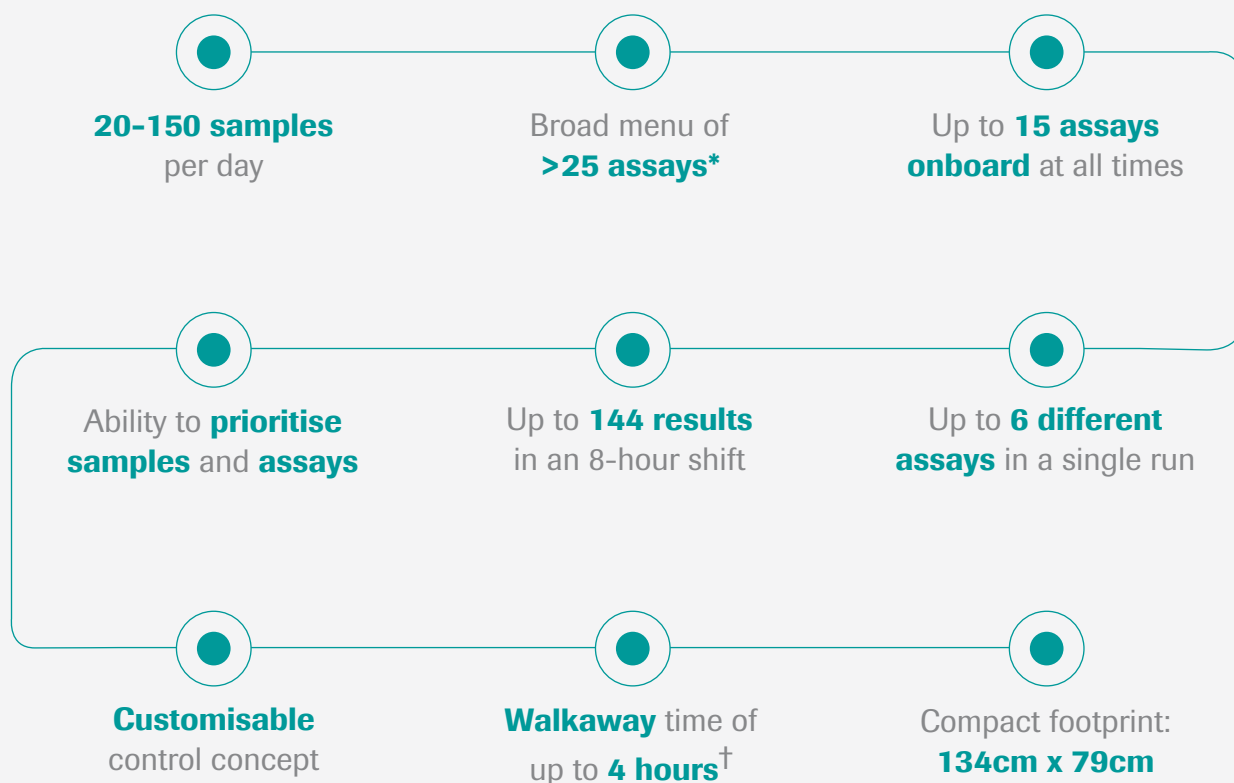 20-150 samples
per day
Broad menu of
>25 assays*
Up to 15 assays
onboard at all times
Ability to prioritise
samples and assays
Up to 144 results
in an 8-hour shift
Up to 6 different
assays in a single run
Customisable
control concept
Walkaway time of
up to 4 hours†
Compact footprint:
134cm x 79cm